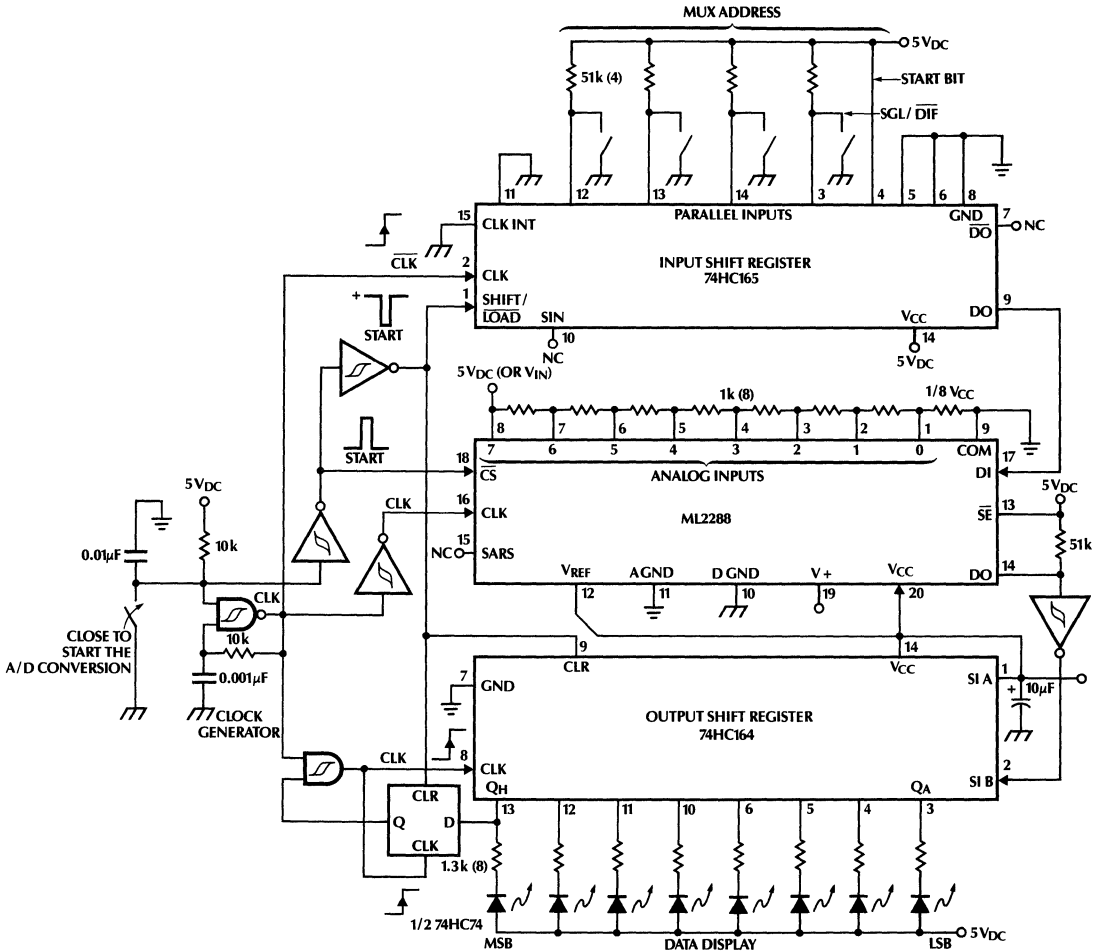 MUX ADDRESS
5 VDC
51k (4)
START BIT
SGL/ DIF
11
12
13
14
3
4
5
6
8
PARALLEL INPUTS
GND
7
DO
NC
15
CLK INT
CLK
2
CLK
INPUT SHIFT REGISTER
74HC165
1
SHIFT/
LOAD
+
START
SIN
10
NC
VCC
14
5 VDC
DO
9
5 VDC (OR VIN)
1k (8)
1/8 VCC
8
7
6
5
4
3
2
1
9
7
6
5
4
3
2
1
0
COM
START
18
CS
ANALOG INPUTS
17
DI
5 VDC
CLK
16
CLK
ML2288
13
SE
51k
15
NC
SARS
14
DO
VREF
A GND
D GND
V +
VCC
12
11
10
19
20
5 VDC
10k
0.01µF
CLK
CLOSE TO
START THE
A/D CONVERSION
10k
0.001µF
CLOCK
GENERATOR
9
CLR
14
VCC
7
GND
SI A
1
+
10µF
OUTPUT SHIFT REGISTER
74HC164
CLK
8
CLK
2
SI B
QH
QA
13
12
11
10
6
5
4
3
CLR
Q
D
CLK
1.3k (8)
1/2 74HC74
MSB
DATA DISPLAY
LSB
5 VDC